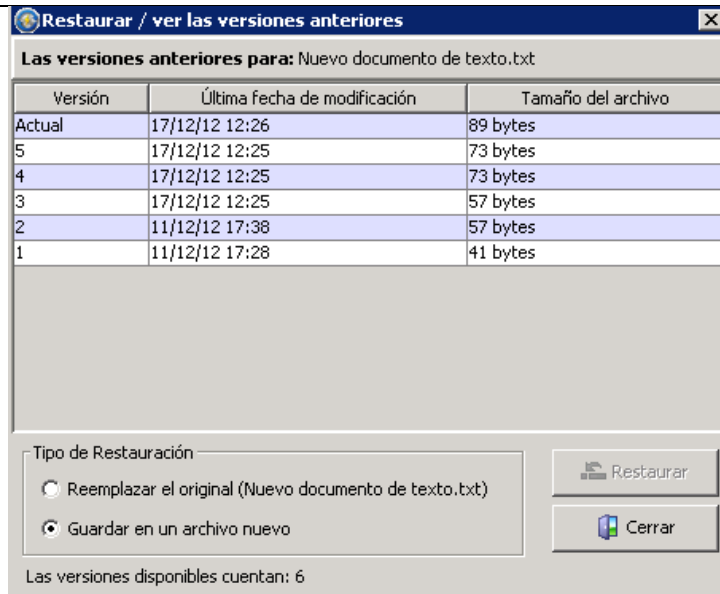 Restaurar / ver las versiones anteriores
Las versiones anteriores para: Nuevo documento de texto.txt
Versión Última fecha de modificación Tamaño del archivo
Actual 17/12/12 12:26 89 bytes
5 17/12/12 12:25 73 bytes
4 17/12/12 12:25 73 bytes
3 17/12/12 12:25 57 bytes
2 11/12/12 17:38 57 bytes
1 11/12/12 17:28 41 bytes
Tipo de Restauración
Reemplazar el original (Nuevo documento de texto.txt)
Guardar en un archivo nuevo
Restaurar
Cerrar
Las versiones disponibles cuentan: 6